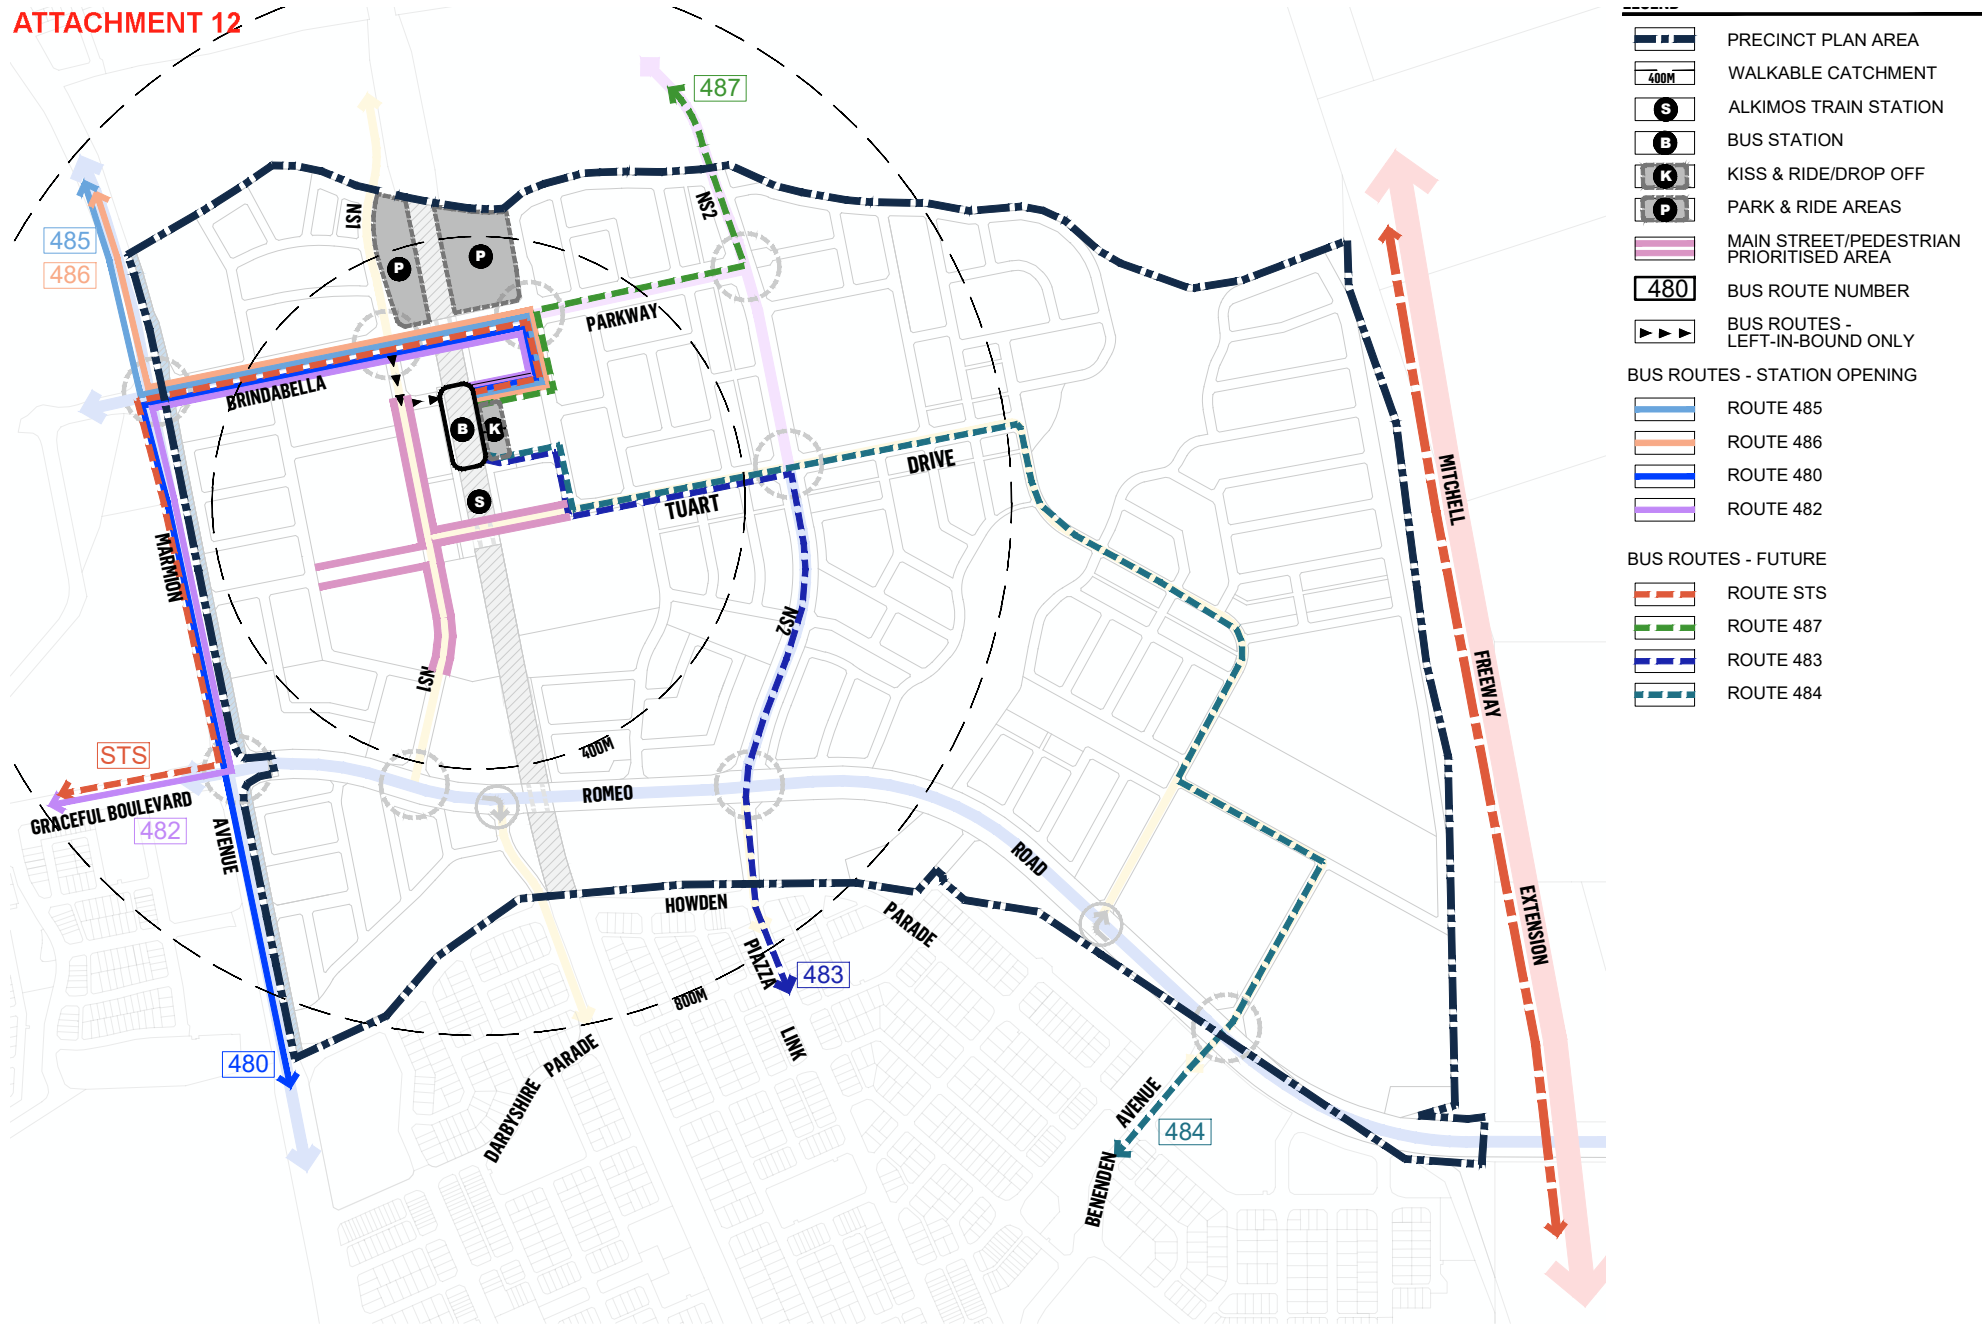 ATTACHMENT 12
LEGEND
PRECINCT PLAN AREA
400M
WALKABLE CATCHMENT
S
ALKIMOS TRAIN STATION
B
BUS STATION
K
KISS & RIDE/DROP OFF
P
PARK & RIDE AREAS
MAIN STREET/PEDESTRIAN
PRIORITISED AREA
480
BUS ROUTE NUMBER
BUS ROUTES -
LEFT-IN-BOUND ONLY
BUS ROUTES - STATION OPENING
ROUTE 485
ROUTE 486
ROUTE 480
ROUTE 482
BUS ROUTES - FUTURE
ROUTE STS
ROUTE 487
ROUTE 483
ROUTE 484
487
NS1
NS2
485
486
P
P
PARKWAY
BRINDABELLA
B
K
S
DRIVE
TUART
MITCHELL
MARMION
NS2
NS1
FREEWAY
400M
STS
GRACEFUL BOULEVARD
482
AVENUE
ROMEO
ROAD
HOWDEN
PARADE
EXTENSION
PIAZZA
483
800M
LINK
480
DARBYSHIRE PARADE
AVENUE
484
BENENDEN